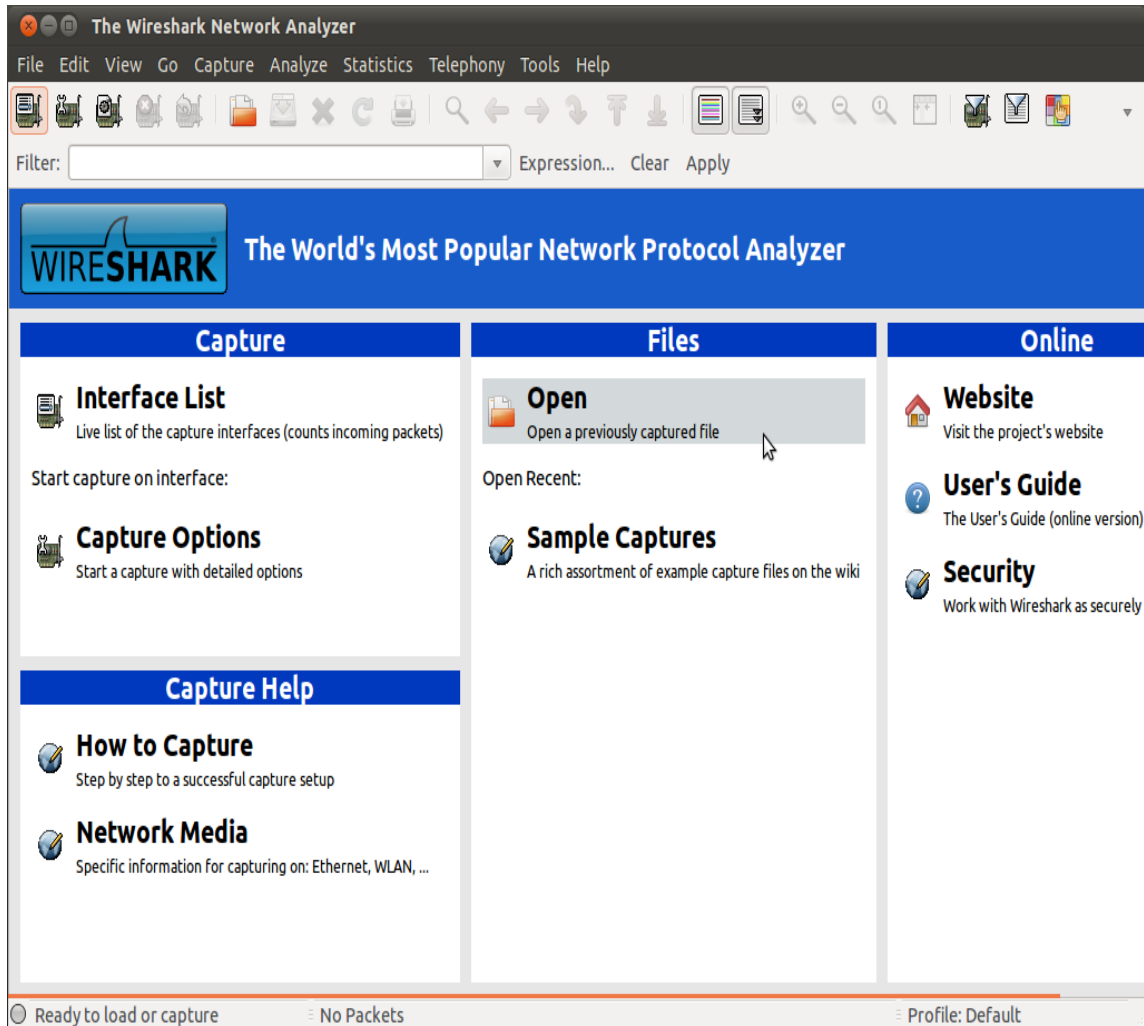 The Wireshark Network Analyzer
File Edit View Go Capture Analyze Statistics Telephony Tools Help
Filter: Expression... Clear Apply
WIRESHARK The World's Most Popular Network Protocol Analyzer
Capture
Interface List
Live list of the capture interfaces (counts incoming packets)
Start capture on interface:
Capture Options
Start a capture with detailed options
Capture Help
How to Capture
Step by step to a successful capture setup
Network Media
Specific information for capturing on: Ethernet, WLAN, ...
Files
Open
Open a previously captured file
Open Recent:
Sample Captures
A rich assortment of example capture files on the wiki
Online
Website
Visit the project's website
User's Guide
The User's Guide (online version)
Security
Work with Wireshark as securely
Ready to load or capture
No Packets
Profile: Default